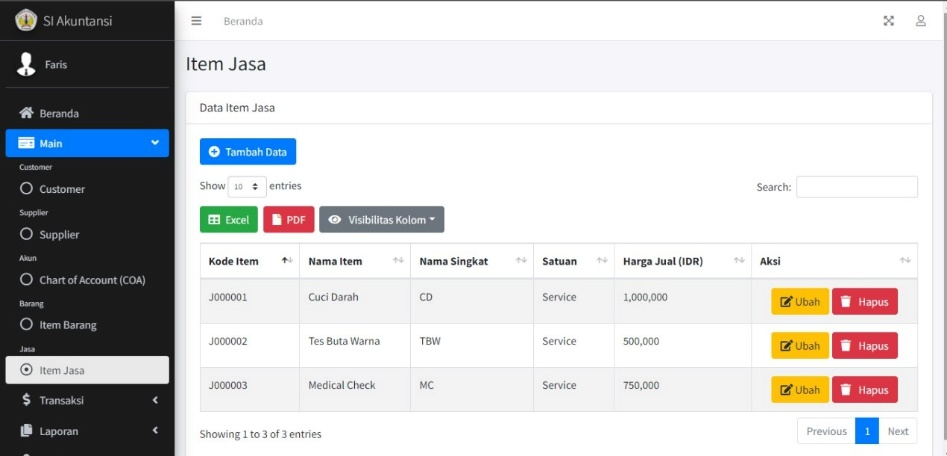 SI Akuntansi
Beranda
Faris
Item Jasa
Beranda
Main
Customer
Customer
Supplier
Supplier
Akun
Chart of Account (COA)
Barang
Item Barang
Jasa
Item Jasa
Transaksi
Laporan
Data Item Jasa
Tambah Data
Show 10 entries
Search:
Excel PDF Visibilitas Kolom
Kode Item Nama Item Nama Singkat Satuan Harga Jual (IDR) Aksi
J000001 Cuci Darah CD Service 1,000,000 Ubah Hapus
J000002 Tes Buta Warna TBW Service 500,000 Ubah Hapus
J000003 Medical Check MC Service 750,000 Ubah Hapus
Showing 1 to 3 of 3 entries
Previous 1 Next